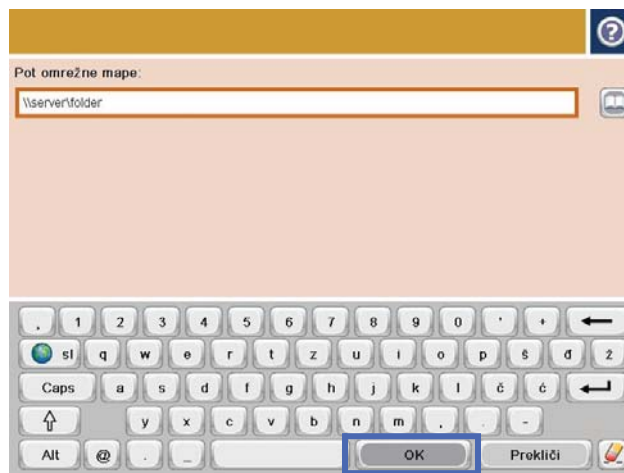 ?
Pot omrežne mape:
\\server\folder
¸ 1 2 3 4 5 6 7 8 9 0 ' +
sl q w e r t z u i o p š đ ž
Caps a s d f g h j k l č ć
y x c v b n m , . -
Alt @ . _ OK Prekliči